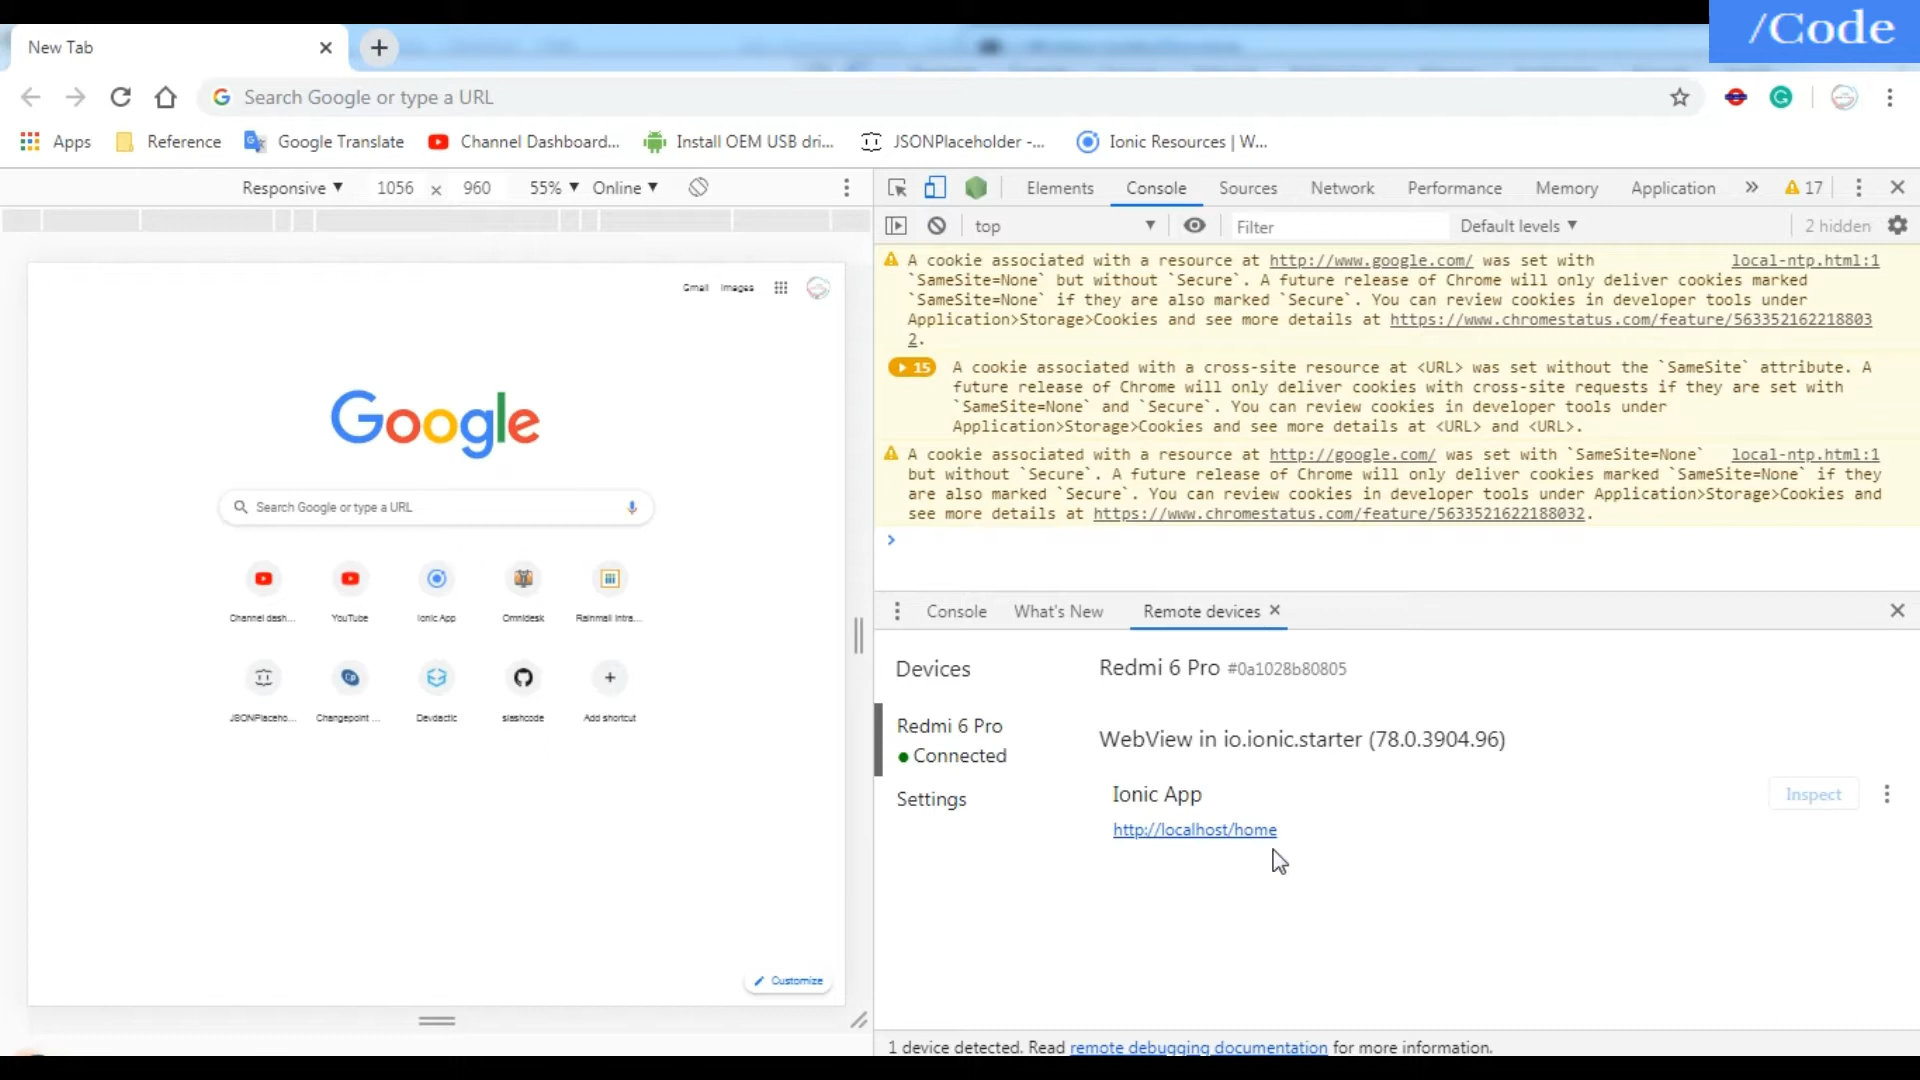 /Code
New Tab
Search Google or type a URL
Apps
Reference
Google Translate
Channel Dashboard...
Install OEM USB dri...
JSONPlaceholder -...
Ionic Resources | W...
Responsive ▼ 1056 × 960 55% ▼ Online ▼
Elements Console Sources Network Performance Memory Application » 17
top ▼ Filter Default levels ▼ 2 hidden
A cookie associated with a resource at http://www.google.com/ was set with local-ntp.html:1
`SameSite=None` but without `Secure`. A future release of Chrome will only deliver cookies marked
`SameSite=None` if they are also marked `Secure`. You can review cookies in developer tools under
Application>Storage>Cookies and see more details at https://www.chromestatus.com/feature/563352162218803
2.
15 A cookie associated with a cross-site resource at <URL> was set without the `SameSite` attribute. A
future release of Chrome will only deliver cookies with cross-site requests if they are set with
`SameSite=None` and `Secure`. You can review cookies in developer tools under
Application>Storage>Cookies and see more details at <URL> and <URL>.
A cookie associated with a resource at http://google.com/ was set with `SameSite=None` local-ntp.html:1
but without `Secure`. A future release of Chrome will only deliver cookies marked `SameSite=None` if they
are also marked `Secure`. You can review cookies in developer tools under Application>Storage>Cookies and
see more details at https://www.chromestatus.com/feature/5633521622188032.
Gmail Images
Google
Search Google or type a URL
Channel dash... YouTube Ionic App Omnidesk Rainmail Intra...
JSONPlaceho... Changepoint ... Devdactic slashcode Add shortcut
Customize
Console What's New Remote devices ×
Devices
Redmi 6 Pro
Connected
Settings
Redmi 6 Pro #0a1028b80805
WebView in io.ionic.starter (78.0.3904.96)
Ionic App
Inspect
http://localhost/home
1 device detected. Read remote debugging documentation for more information.